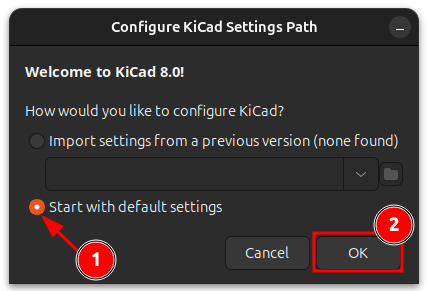 Configure KiCad Settings Path
Welcome to KiCad 8.0!
How would you like to configure KiCad?
Import settings from a previous version (none found)
Start with default settings
1
2
Cancel
OK